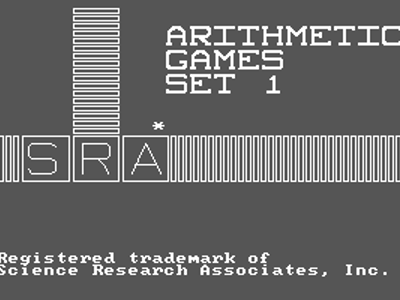 ARITHMETIC
GAMES
SET 1
SRA*
Registered trademark of
Science Research Associates, Inc.